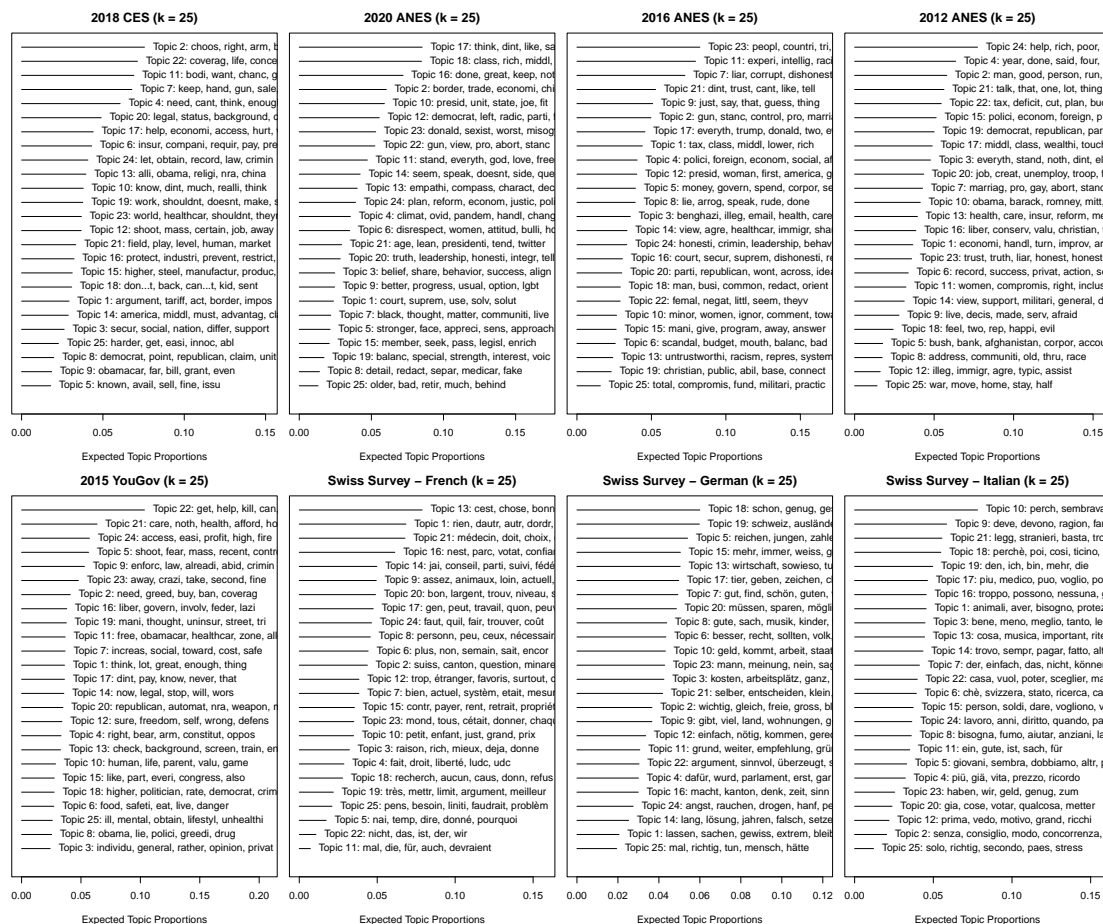 2018 CES (k = 25)
Topic 2: choos, right, arm, b
Topic 22: coverag, life, conce
Topic 11: bodi, want, chanc, g
Topic 7: keep, hand, gun, sale,
Topic 4: need, cant, think, enoug
Topic 20: legal, status, background, c
Topic 17: help, economi, access, hurt,
Topic 6: insur, compani, requir, pay, pre
Topic 24: let, obtain, record, law, crimin
Topic 13: alli, obama, religi, nra, china
Topic 10: know, dint, much, realli, think
Topic 19: work, shouldnt, doesnt, make, s
Topic 23: world, healthcar, shouldnt, they
Topic 12: shoot, mass, certain, job, away
Topic 21: field, play, level, human, market
Topic 16: protect, industri, prevent, restrict,
Topic 15: higher, steel, manufactur, produc,
Topic 18: don...t, back, can...t, kid, sent
Topic 1: argument, tariff, act, border, impos
Topic 14: america, middl, must, advantag, cl
Topic 3: secur, social, nation, differ, support
Topic 25: harder, get, easi, innoc, abl
Topic 8: democrat, point, republican, claim, unit
Topic 9: obamacar, far, bill, grant, even
Topic 5: known, avail, sell, fine, issu
0.00 0.05 0.10 0.15
Expected Topic Proportions
2020 ANES (k = 25)
Topic 17: think, dint, like, sa
Topic 18: class, rich, middl,
Topic 16: done, great, keep, not
Topic 2: border, trade, economi, chi
Topic 10: presid, unit, state, joe, fit
Topic 12: democrat, left, radic, parti, f
Topic 23: donald, sexist, worst, misog
Topic 22: gun, view, pro, abort, stanc
Topic 11: stand, everyth, god, love, free
Topic 14: seem, speak, doesnt, side, que
Topic 13: empathi, compass, charact, dec
Topic 24: plan, reform, econom, justic, poli
Topic 4: climat, ovid, pandem, handl, chang
Topic 6: disrespect, women, attitud, bulli, ho
Topic 21: age, lean, presidenti, tend, twitter
Topic 20: truth, leadership, honesti, integr, tell
Topic 3: belief, share, behavior, success, align
Topic 9: better, progress, usual, option, lgbt
Topic 1: court, suprem, use, solv, solut
Topic 7: black, thought, matter, communiti, live
Topic 5: stronger, face, appreci, sens, approach
Topic 15: member, seek, pass, legisl, enrich
Topic 19: balanc, special, strength, interest, voic
Topic 8: detail, redact, separ, medicar, fake
Topic 25: older, bad, retir, much, behind
0.00 0.05 0.10 0.15
Expected Topic Proportions
2016 ANES (k = 25)
Topic 23: peopl, countri, tri,
Topic 11: experi, intellig, raci
Topic 7: liar, corrupt, dishonest
Topic 21: dint, trust, cant, like, tell
Topic 9: just, say, that, guess, thing
Topic 2: gun, stanc, control, pro, marri
Topic 17: everyth, trump, donald, two, e
Topic 1: tax, class, middl, lower, rich
Topic 4: polici, foreign, econom, social, af
Topic 12: presid, woman, first, america, g
Topic 5: money, govern, spend, corpor, se
Topic 8: lie, arrog, speak, rude, done
Topic 3: benghazi, illeg, email, health, care
Topic 14: view, agre, healthcar, immigr, sha
Topic 24: honesti, crimin, leadership, behav
Topic 16: court, secur, suprem, dishonesti, re
Topic 20: parti, republican, wont, across, idea
Topic 18: man, busi, common, redact, orient
Topic 22: femal, negat, littl, seem, theyv
Topic 10: minor, women, ignor, comment, towa
Topic 15: mani, give, program, away, answer
Topic 6: scandal, budget, mouth, balanc, bad
Topic 13: untrustworthi, racism, repres, system
Topic 19: christian, public, abil, base, connect
Topic 25: total, compromis, fund, militari, practic
0.00 0.05 0.10 0.15
Expected Topic Proportions
2012 ANES (k = 25)
Topic 24: help, rich, poor,
Topic 4: year, done, said, four,
Topic 2: man, good, person, run,
Topic 21: talk, that, one, lot, thing
Topic 22: tax, deficit, cut, plan, bud
Topic 15: polici, econom, foreign, p
Topic 19: democrat, republican, par
Topic 17: middl, class, wealthi, touch
Topic 3: everyth, stand, noth, dint, el
Topic 20: job, creat, unemploy, troop, f
Topic 7: marriag, pro, gay, abort, stanc
Topic 10: obama, barack, romney, mitt,
Topic 13: health, care, insur, reform, me
Topic 16: liber, conserv, valu, christian,
Topic 1: economi, handl, turn, improv, ar
Topic 23: trust, truth, liar, honest, honest
Topic 6: record, success, privat, action, s
Topic 11: women, compromis, right, inclus
Topic 14: view, support, militari, general, d
Topic 9: live, decis, made, serv, afraid
Topic 18: feel, two, rep, happi, evil
Topic 5: bush, bank, afghanistan, corpor, accou
Topic 8: address, communiti, old, thru, race
Topic 12: illeg, immigr, agre, typic, assist
Topic 25: war, move, home, stay, half
0.00 0.05 0.10 0.15
Expected Topic Proportions
2015 YouGov (k = 25)
Topic 22: get, help, kill, can,
Topic 21: care, noth, health, afford, ho
Topic 24: access, easi, profit, high, fire
Topic 5: shoot, fear, mass, recent, contr
Topic 9: enforc, law, alreadi, abid, crimin
Topic 23: away, crazi, take, second, fine
Topic 2: need, greed, buy, ban, coverag
Topic 16: liber, govern, involv, feder, lazi
Topic 19: mani, thought, uninsur, street, tri
Topic 11: free, obamacar, healthcar, zone, all
Topic 7: increas, social, toward, cost, safe
Topic 1: think, lot, great, enough, thing
Topic 17: dint, pay, know, never, that
Topic 14: now, legal, stop, will, wors
Topic 20: republican, automat, nra, weapon, n
Topic 12: sure, freedom, self, wrong, defens
Topic 4: right, bear, arm, constitut, oppos
Topic 13: check, background, screen, train, en
Topic 10: human, life, parent, valu, game
Topic 15: like, part, everi, congress, also
Topic 18: higher, politician, rate, democrat, crim
Topic 6: food, safeti, eat, live, danger
Topic 25: ill, mental, obtain, lifestyl, unhealthi
Topic 8: obama, lie, polici, greedi, drug
Topic 3: individu, general, rather, opinion, privat
0.00 0.05 0.10 0.15 0.20
Expected Topic Proportions
Swiss Survey – French (k = 25)
Topic 13: cest, chose, bonn
Topic 1: rien, dautr, autr, dordr,
Topic 21: médecin, doit, choix,
Topic 16: nest, parc, votat, confian
Topic 14: jai, conseil, parti, suivi, fédé
Topic 9: assez, animaux, loin, actuell,
Topic 20: bon, largent, trouv, niveau, s
Topic 17: gen, peut, travail, quon, peuv
Topic 24: faut, quil, fair, trouver, coût
Topic 8: personn, peu, ceux, nécessair
Topic 6: plus, non, semain, sait, encor
Topic 2: suiss, canton, question, minare
Topic 12: trop, étranger, favoris, surtout, d
Topic 7: bien, actuel, systèm, etait, mesur
Topic 15: contr, payer, rent, retrait, propriét
Topic 23: mond, tous, cétait, donner, chaqu
Topic 10: petit, enfant, just, grand, prix
Topic 3: raison, rich, mieux, deja, donne
Topic 4: fait, droit, liberté, ludc, udc
Topic 18: recherch, aucun, caus, donn, refus
Topic 19: très, mettr, limit, argument, meilleur
Topic 25: pens, besoin, liniti, faudrait, problèm
Topic 5: nai, temp, dire, donné, pourquoi
Topic 22: nicht, das, ist, der, wir
Topic 11: mal, die, für, auch, devraient
0.00 0.05 0.10 0.15
Expected Topic Proportions
Swiss Survey – German (k = 25)
Topic 18: schon, genug, ge
Topic 19: schweiz, auslände
Topic 5: reichen, jungen, zahle
Topic 15: mehr, immer, weiss, g
Topic 13: wirtschaft, sowieso, tu
Topic 17: tier, geben, zeichen, c
Topic 7: gut, find, schön, guten,
Topic 20: müssen, sparen, mögli
Topic 8: gute, sach, musik, kinder,
Topic 6: besser, recht, sollten, volk,
Topic 10: geld, kommt, arbeit, staat
Topic 23: mann, meinung, nein, sag
Topic 3: kosten, arbeitsplätz, ganz,
Topic 21: selber, entscheiden, klein,
Topic 2: wichtig, gleich, freie, gross, bl
Topic 9: gibt, viel, land, wohnungen, g
Topic 12: einfach, nötig, kommen, gerec
Topic 11: grund, weiter, empfehlung, grü
Topic 22: argument, sinnvol, überzeugt, s
Topic 4: dafür, wurd, parlament, erst, gar
Topic 16: macht, kanton, denk, zeit, sinn
Topic 24: angst, rauchen, drogen, hanf, pe
Topic 14: lang, lösung, jahren, falsch, setze
Topic 1: lassen, sachen, gewiss, extrem, bleib
Topic 25: mal, richtig, tun, mensch, hätte
0.00 0.02 0.04 0.06 0.08 0.10 0.12
Expected Topic Proportions
Swiss Survey – Italian (k = 25)
Topic 10: perch, sembrava
Topic 9: deve, devono, ragion, fa
Topic 21: legg, stranieri, basta, tro
Topic 18: perchè, poi, cosi, ticino,
Topic 19: den, ich, bin, mehr, die
Topic 17: piu, medico, puo, voglio, po
Topic 16: troppo, possono, nessuna,
Topic 1: animali, aver, bisogno, protez
Topic 3: bene, meno, meglio, tanto, le
Topic 13: cosa, musica, important, rite
Topic 14: trovo, sempr, pagar, fatto, alt
Topic 7: der, einfach, das, nicht, könner
Topic 22: casa, vuol, poter, sceglier, ma
Topic 6: chè, svizzera, stato, ricerca, ca
Topic 15: person, soldi, dare, vogliono, v
Topic 24: lavoro, anni, diritto, quando, pa
Topic 8: bisogna, fumo, aiutar, anziani, la
Topic 11: ein, gute, ist, sach, für
Topic 5: giovani, sembra, dobbiamo, altr, p
Topic 4: più, giã, vita, prezzo, ricordo
Topic 23: haben, wir, geld, genug, zum
Topic 20: gia, cose, votar, qualcosa, metter
Topic 12: prima, vedo, motivo, grand, ricchi
Topic 2: senza, consiglio, modo, concorrenza,
Topic 25: solo, richtig, secondo, paes, stress
0.00 0.05 0.10 0.15
Expected Topic Proportions